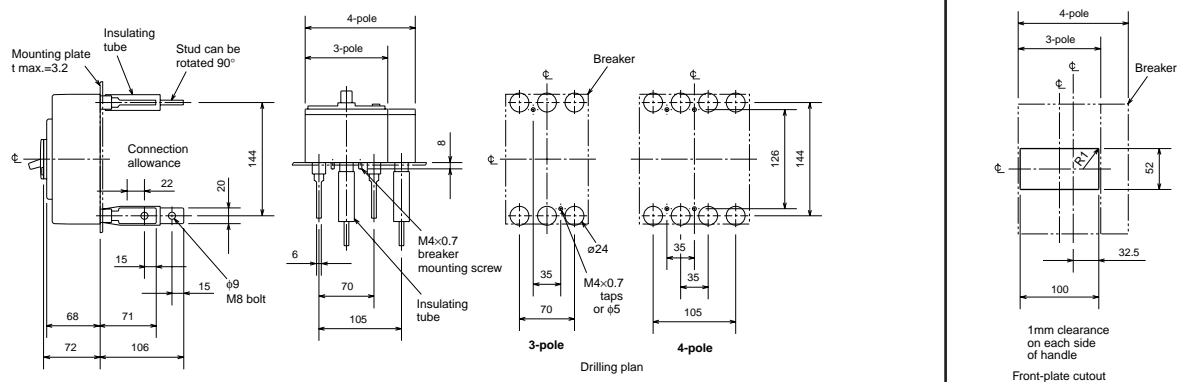 Mounting plate
t max.=3.2
Insulating
tube
Stud can be
rotated 90°
℄
Connection
allowance
144
22
20
15
ϕ9
M8 bolt
15
68
71
72
106
4-pole
3-pole
8
M4×0.7
breaker
mounting screw
6
70
Insulating
tube
105
℄
Breaker
℄
ø24
35
M4×0.7
taps
or ϕ5
70
3-pole
℄
126
144
35
35
105
4-pole
Drilling plan
4-pole
3-pole
℄
℄
Breaker
℄
R1
52
32.5
100
1mm clearance
on each side
of handle
Front-plate cutout